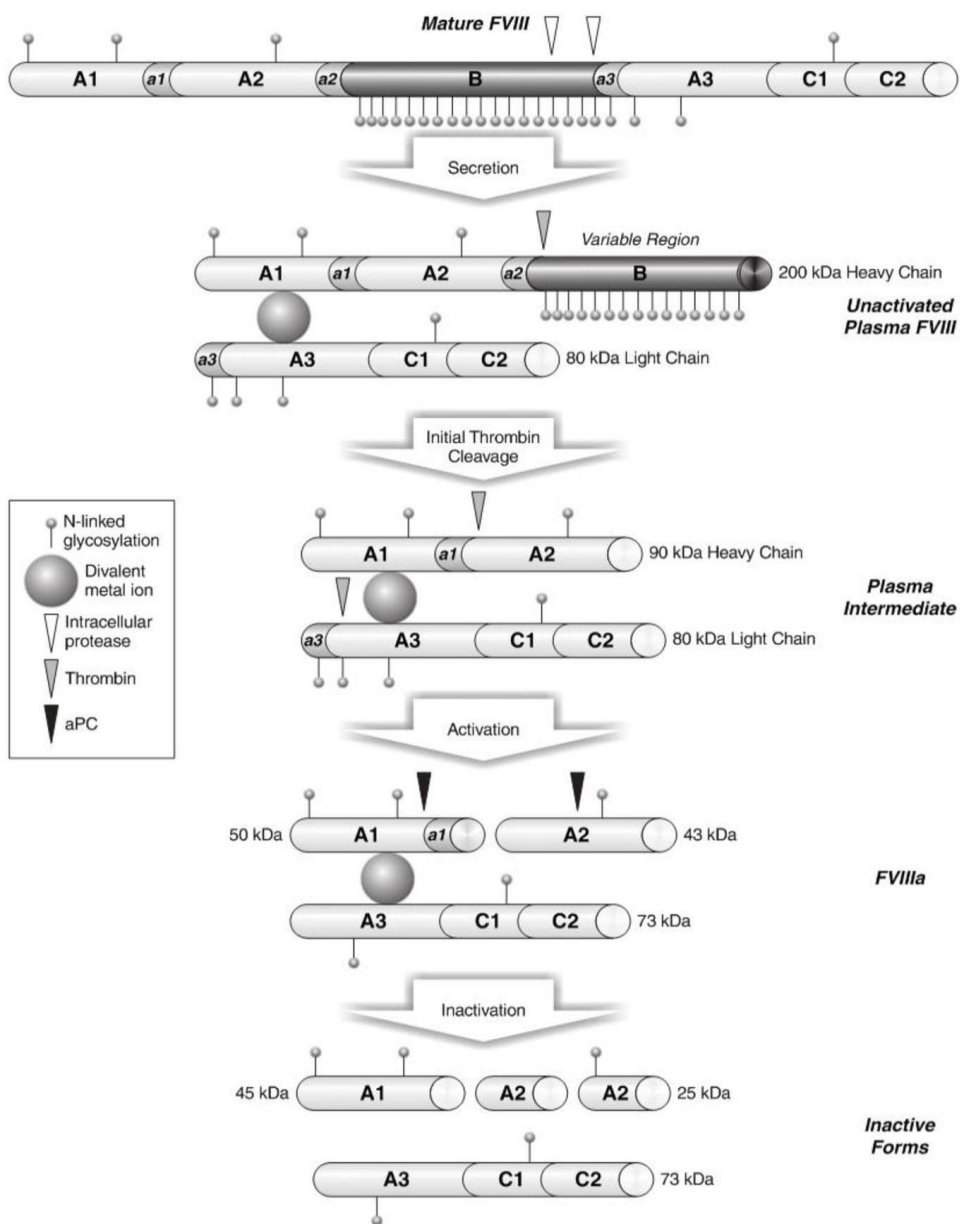 Mature FVIII
A1 a1 A2 a2 B a3 A3 C1 C2
Secretion
Variable Region
A1 a1 A2 a2 B 200 kDa Heavy Chain
Unactivated
Plasma FVIII
a3 A3 C1 C2 80 kDa Light Chain
Initial Thrombin
Cleavage
N-linked
glycosylation
Divalent
metal ion
Intracellular
protease
Thrombin
aPC
A1 a1 A2 90 kDa Heavy Chain
Plasma
Intermediate
a3 A3 C1 C2 80 kDa Light Chain
Activation
50 kDa A1 a1 A2 43 kDa
FVIIIa
A3 C1 C2 73 kDa
Inactivation
45 kDa A1 A2 A2 25 kDa
Inactive
Forms
A3 C1 C2 73 kDa